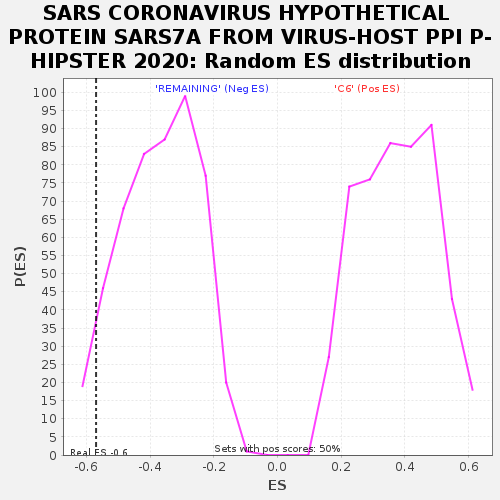 SARS CORONAVIRUS HYPOTHETICAL
PROTEIN SARS7A FROM VIRUS-HOST PPI P-
HIPSTER 2020: Random ES distribution
'REMAINING' (Neg ES) 'C6' (Pos ES)
100
95
90
85
80
75
70
65
60
55
50
45
40
35
30
25
20
15
10
5
0
P(ES)
Real ES -0.6
Sets with pos scores: 50%
-0.6 -0.4 -0.2 0.0 0.2 0.4 0.6
ES